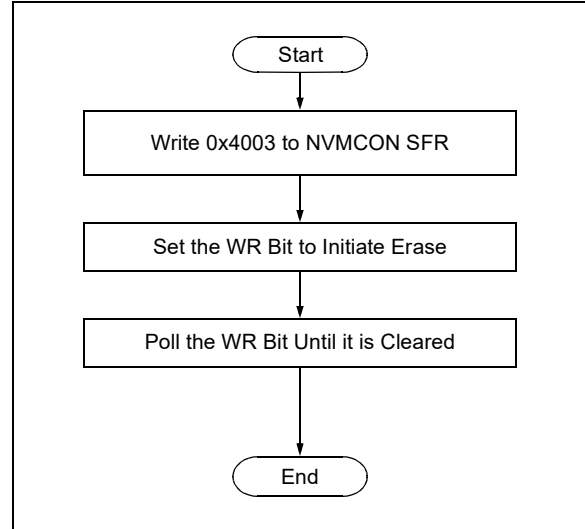 Start
Write 0x4003 to NVMCON SFR
Set the WR Bit to Initiate Erase
Poll the WR Bit Until it is Cleared
End